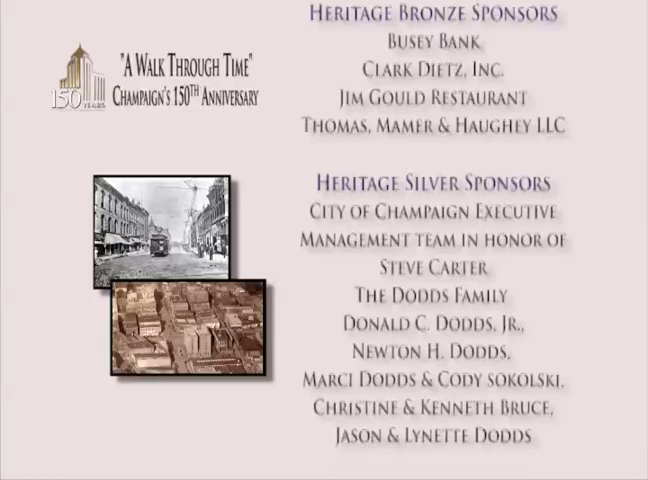 150 YEARS
"A WALK THROUGH TIME"
CHAMPAIGN'S 150TH ANNIVERSARY
HERITAGE BRONZE SPONSORS
BUSEY BANK
CLARK DIETZ, INC.
JIM GOULD RESTAURANT
THOMAS, MAMER & HAUGHEY LLC
HERITAGE SILVER SPONSORS
CITY OF CHAMPAIGN EXECUTIVE
MANAGEMENT TEAM IN HONOR OF
STEVE CARTER
THE DODDS FAMILY
DONALD C. DODDS, JR.,
NEWTON H. DODDS,
MARCI DODDS & CODY SOKOLSKI,
CHRISTINE & KENNETH BRUCE,
JASON & LYNETTE DODDS